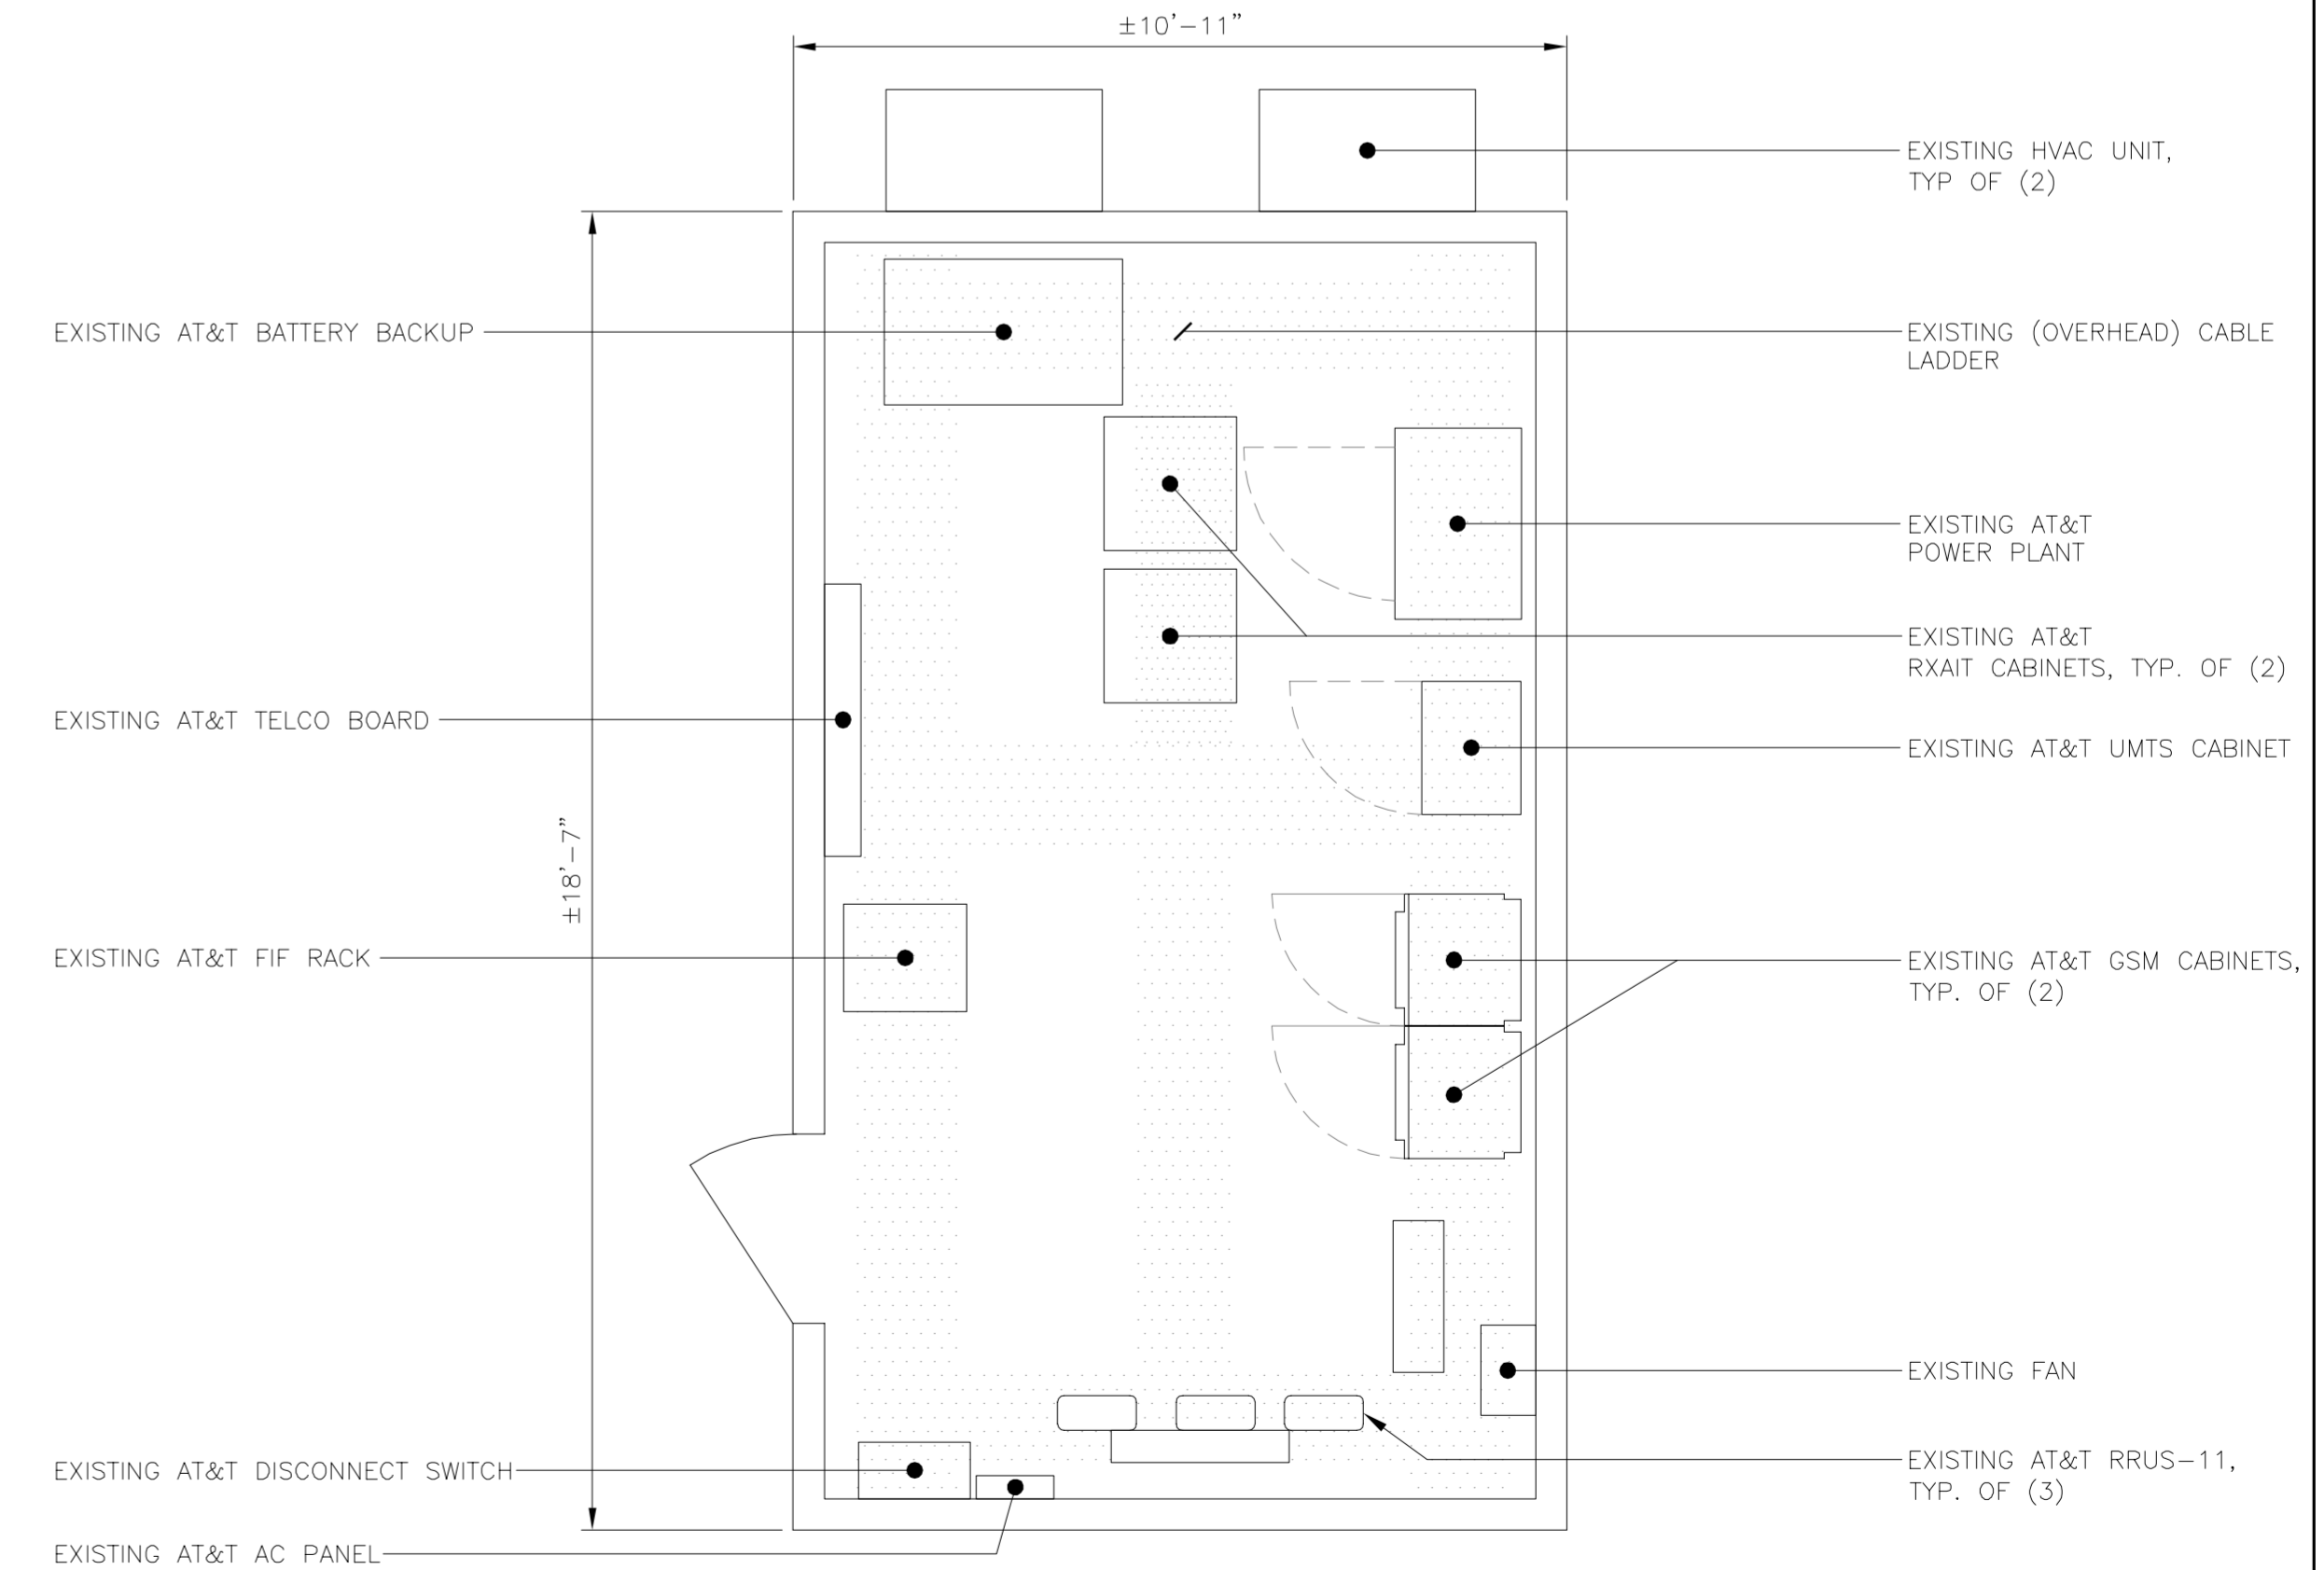 ±10'-11"
EXISTING HVAC UNIT,
TYP OF (2)
EXISTING AT&T BATTERY BACKUP
EXISTING (OVERHEAD) CABLE
LADDER
EXISTING AT&T
POWER PLANT
EXISTING AT&T
RXAIT CABINETS, TYP. OF (2)
EXISTING AT&T TELCO BOARD
EXISTING AT&T UMTS CABINET
±18'-7"
EXISTING AT&T FIF RACK
EXISTING AT&T GSM CABINETS,
TYP. OF (2)
EXISTING FAN
EXISTING AT&T DISCONNECT SWITCH
EXISTING AT&T RRUS-11,
TYP. OF (3)
EXISTING AT&T AC PANEL